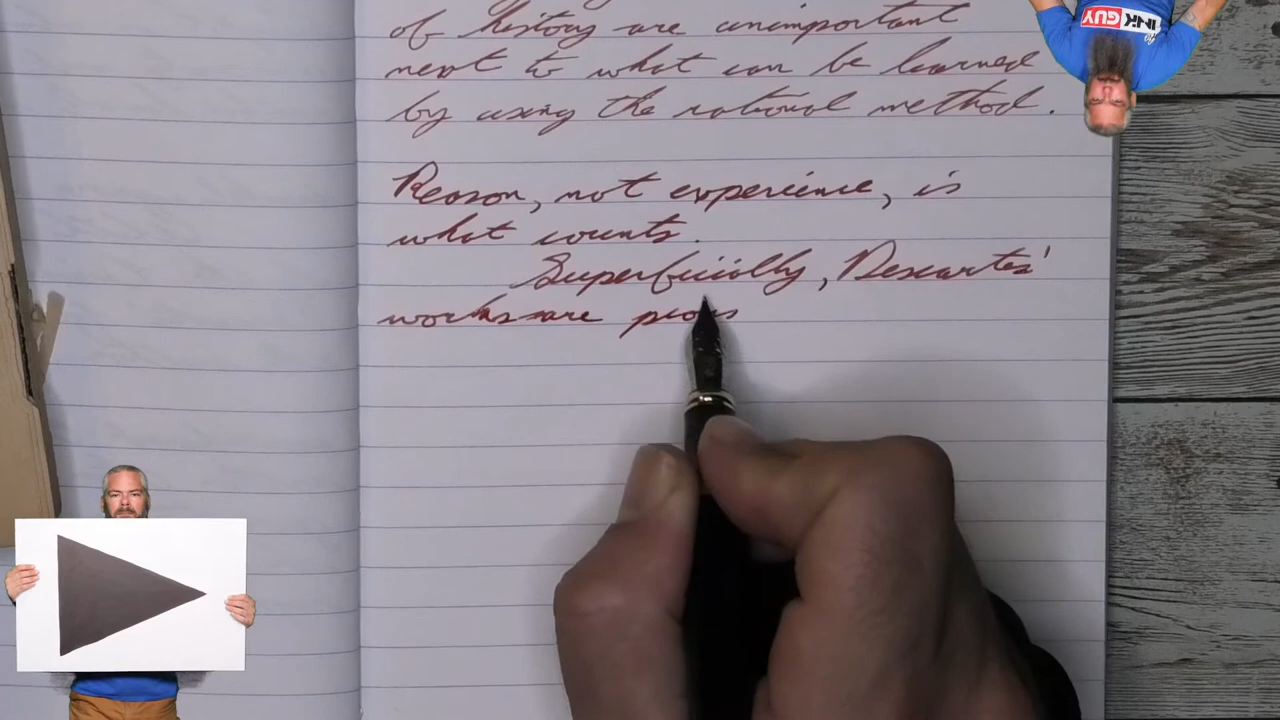 of history are unimportant
next to what can be learned
by using the rational method.
Reason, not experience, is
what counts.
Superficially, Descartes'
works are pious
INK GUY